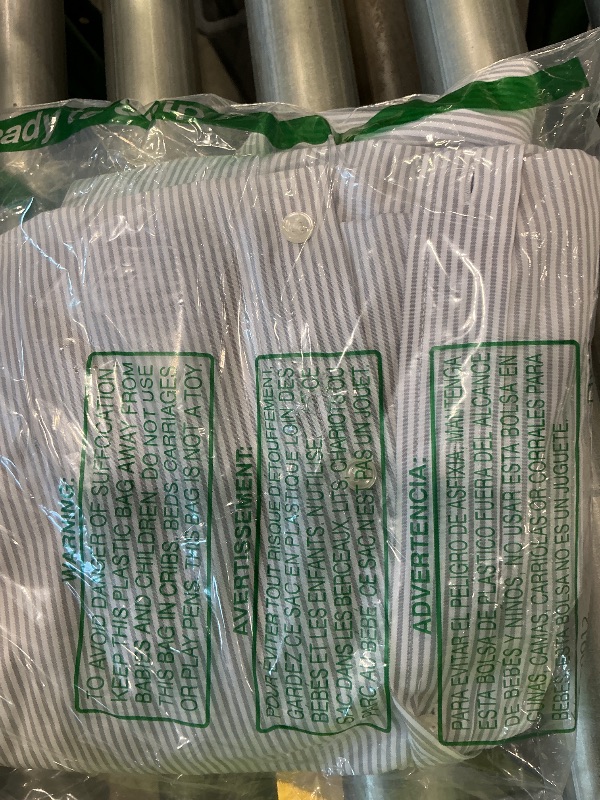 WARNING:
TO AVOID DANGER OF SUFFOCATION,
KEEP THIS PLASTIC BAG AWAY FROM
BABIES AND CHILDREN. DO NOT USE
THIS BAG IN CRIBS, BEDS, CARRIAGES
OR PLAY PENS. THIS BAG IS NOT A TOY.
AVERTISSEMENT:
POUR EVITER TOUT RISQUE D'ETOUFFEMENT
GARDEZ CE SAC EN PLASTIQUE LOIN DES
BEBES ET LES ENFANTS. N'UTILISEZ CE
SAC DANS LES BERCEAUX, LITS, CHARIOTS OU
PARC AU BEBE. CE SAC N'EST PAS UN JOUET.
ADVERTENCIA:
PARA EVITAR EL PELIGRO DE ASFIXIA, MANTENGA
ESTA BOLSA DE PLASTICO FUERA DEL ALCANCE
DE BEBES Y NIÑOS. NO USAR ESTA BOLSA EN
CUNAS, CAMAS, CARRIOLAS OR CORRALES PARA
BEBES. ESTA BOLSA NO ES UN JUGUETE.